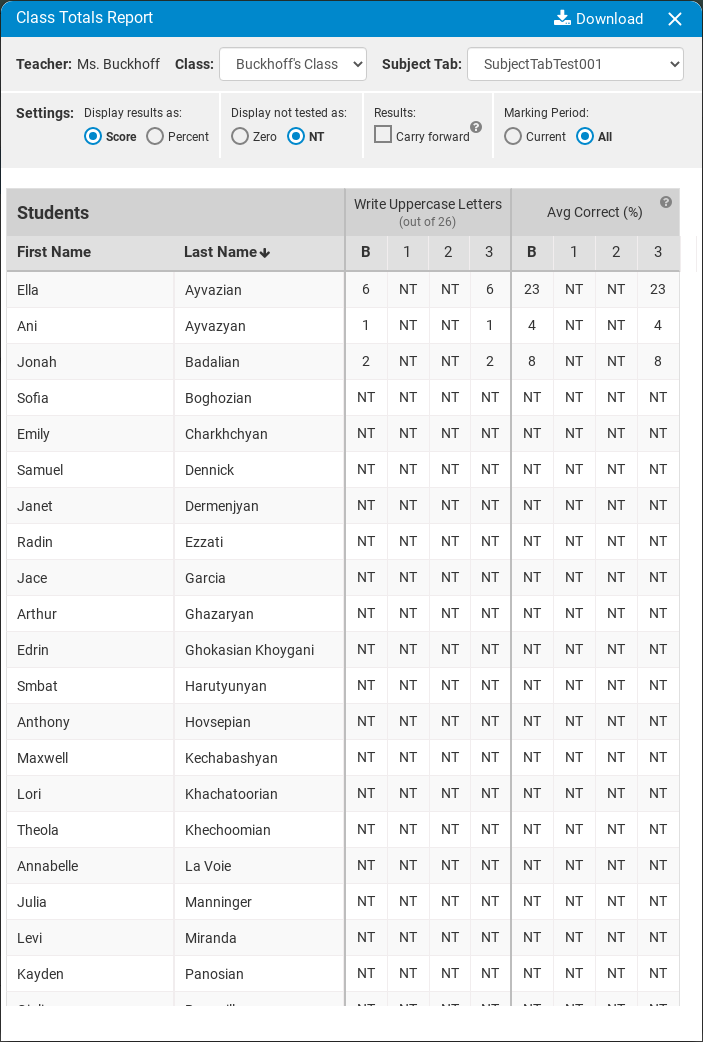 Class Totals Report Download
Teacher: Ms. Buckhoff Class: Buckhoff's Class Subject Tab: SubjectTabTest001
Settings: Display results as: Display not tested as: Results: Marking Period:
Score Percent Zero NT Carry forward ? Current All
Students Write Uppercase Letters (out of 26) Avg Correct (%) ?
First Name Last Name B 1 2 3 B 1 2 3
Ella Ayvazian 6 NT NT 6 23 NT NT 23
Ani Ayvazyan 1 NT NT 1 4 NT NT 4
Jonah Badalian 2 NT NT 2 8 NT NT 8
Sofia Boghozian NT NT NT NT NT NT NT NT
Emily Charkhchyan NT NT NT NT NT NT NT NT
Samuel Dennick NT NT NT NT NT NT NT NT
Janet Dermenjyan NT NT NT NT NT NT NT NT
Radin Ezzati NT NT NT NT NT NT NT NT
Jace Garcia NT NT NT NT NT NT NT NT
Arthur Ghazaryan NT NT NT NT NT NT NT NT
Edrin Ghokasian Khoygani NT NT NT NT NT NT NT NT
Smbat Harutyunyan NT NT NT NT NT NT NT NT
Anthony Hovsepian NT NT NT NT NT NT NT NT
Maxwell Kechabashyan NT NT NT NT NT NT NT NT
Lori Khachatoorian NT NT NT NT NT NT NT NT
Theola Khechoomian NT NT NT NT NT NT NT NT
Annabelle La Voie NT NT NT NT NT NT NT NT
Julia Manninger NT NT NT NT NT NT NT NT
Levi Miranda NT NT NT NT NT NT NT NT
Kayden Panosian NT NT NT NT NT NT NT NT